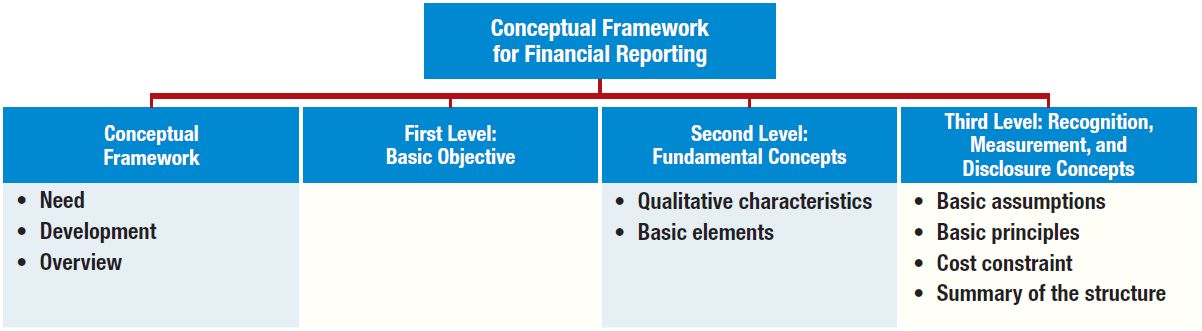 Conceptual Framework
for Financial Reporting
Conceptual
Framework
• Need
• Development
• Overview
First Level:
Basic Objective
Second Level:
Fundamental Concepts
• Qualitative characteristics
• Basic elements
Third Level: Recognition,
Measurement, and
Disclosure Concepts
• Basic assumptions
• Basic principles
• Cost constraint
• Summary of the structure